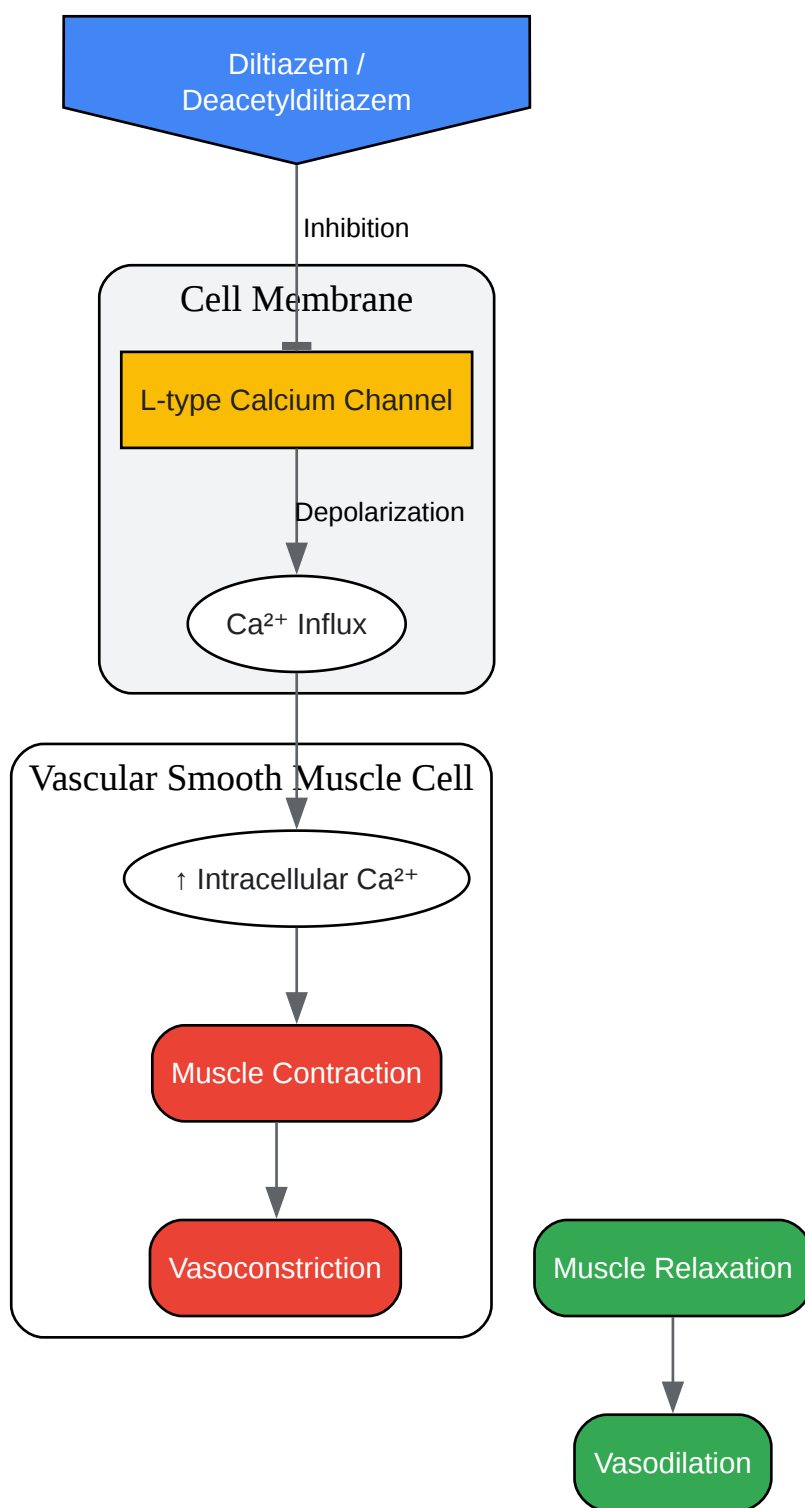 Diltiazem /
Deacetyldiltiazem
Inhibition
Cell Membrane
L-type Calcium Channel
Depolarization
Ca²⁺ Influx
Vascular Smooth Muscle Cell
↑ Intracellular Ca²⁺
Muscle Contraction
Vasoconstriction
Muscle Relaxation
Vasodilation